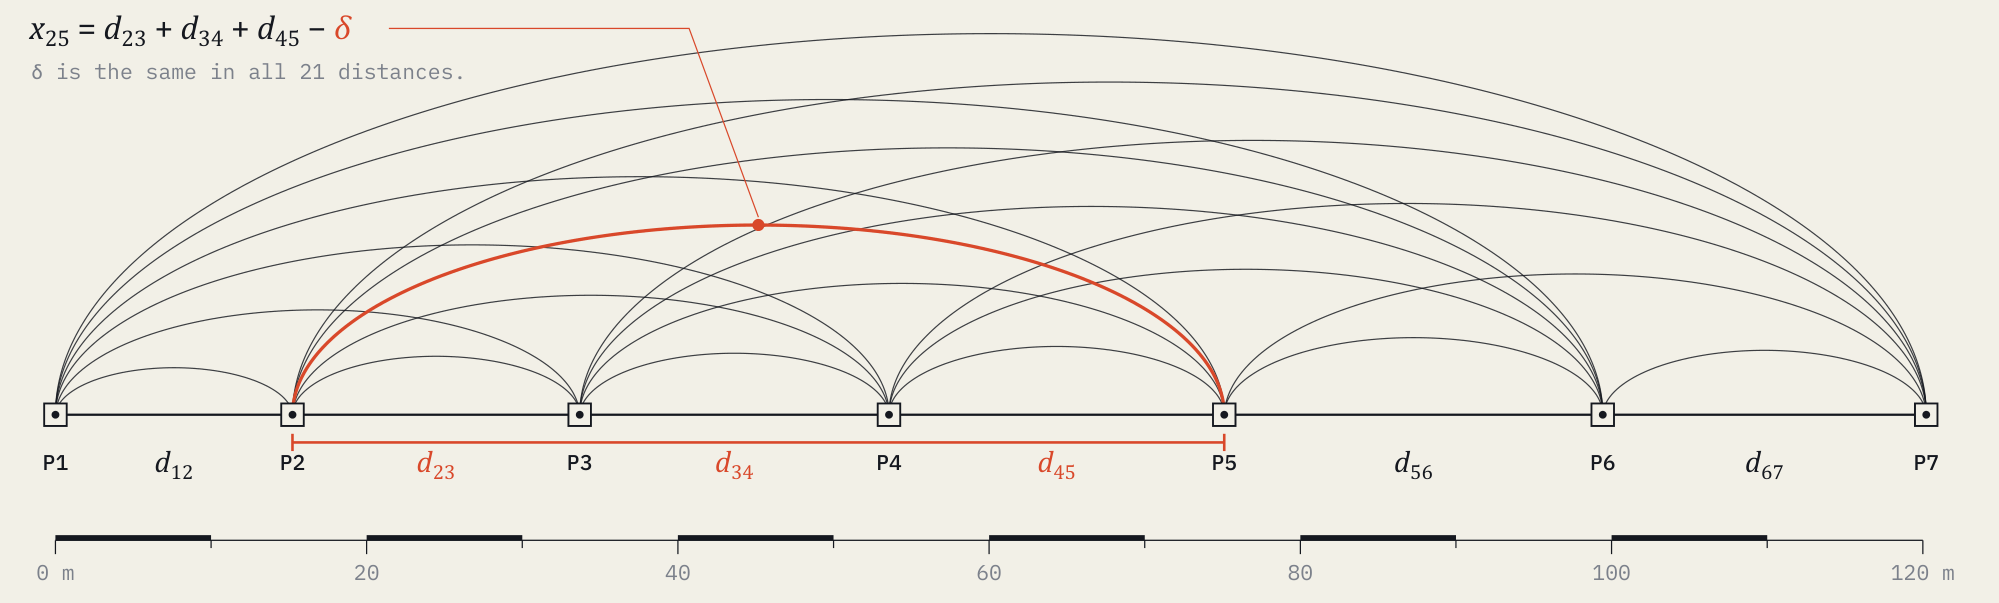 x₂₅ = d₂₃ + d₃₄ + d₄₅ − δ
δ is the same in all 21 distances.
P1 d₁₂ P2 d₂₃ P3 d₃₄ P4 d₄₅ P5 d₅₆ P6 d₆₇ P7
0 m 20 40 60 80 100 120 m